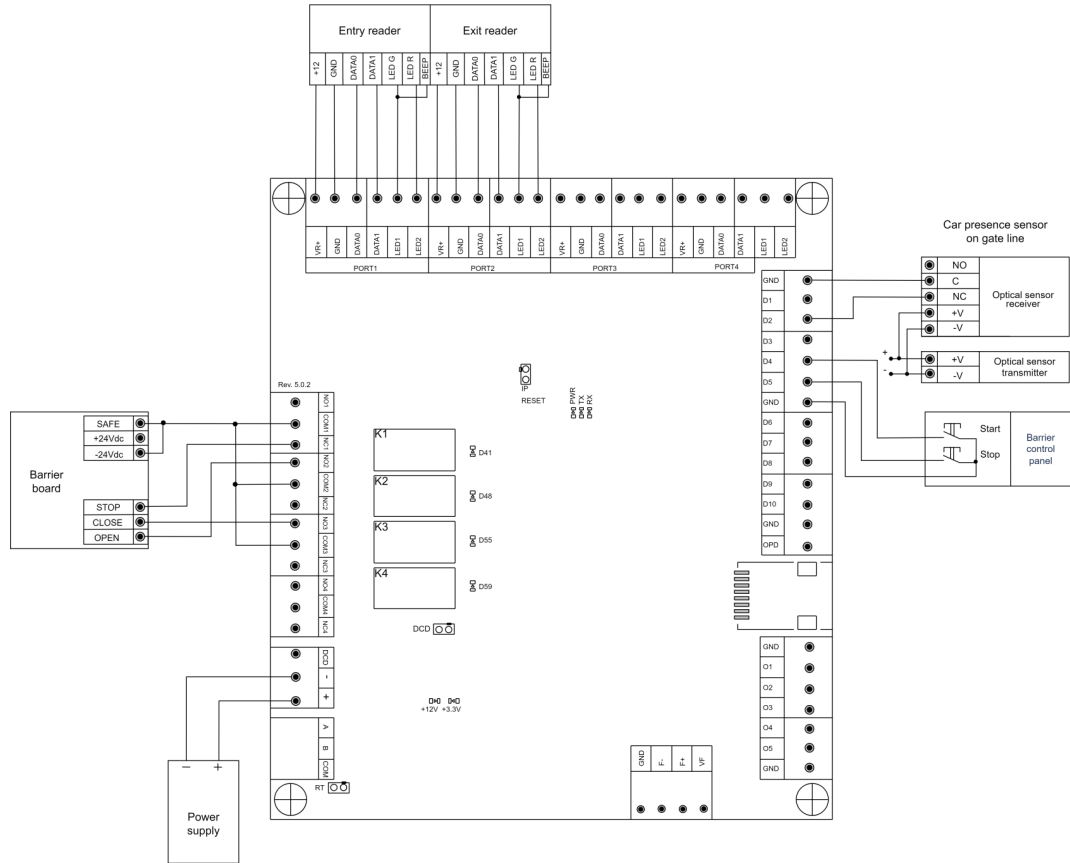 Entry reader
Exit reader
+12
GND
DATA0
DATA1
LED G
LED R
BEEP
+12
GND
DATA0
DATA1
LED G
LED R
BEEP
VR+
GND
DATA0
DATA1
LED1
LED2
VR+
GND
DATA0
DATA1
LED1
LED2
VR+
GND
DATA0
DATA1
LED1
LED2
VR+
GND
DATA0
DATA1
LED1
LED2
PORT1
PORT2
PORT3
PORT4
Car presence sensor
on gate line
NO
C
NC
+V
-V
Optical sensor
receiver
+
-
+V
-V
Optical sensor
transmitter
Start
Stop
Barrier
control
panel
GND
D1
D2
D3
D4
D5
GND
D6
D7
D8
D9
D10
GND
OPD
GND
O1
O2
O3
O4
O5
GND
IP
RESET
PWR
TX
RX
Rev. 5.0.2
NO1
COM1
NC1
NO2
COM2
NC2
NO3
COM3
NC3
NO4
COM4
NC4
DCD
-
+
A
B
COM
K1
K2
K3
K4
D41
D48
D55
D59
DCD
+12V +3.3V
RT
GND
F-
F+
VF
SAFE
+24Vdc
-24Vdc
Barrier
board
STOP
CLOSE
OPEN
– +
Power
supply